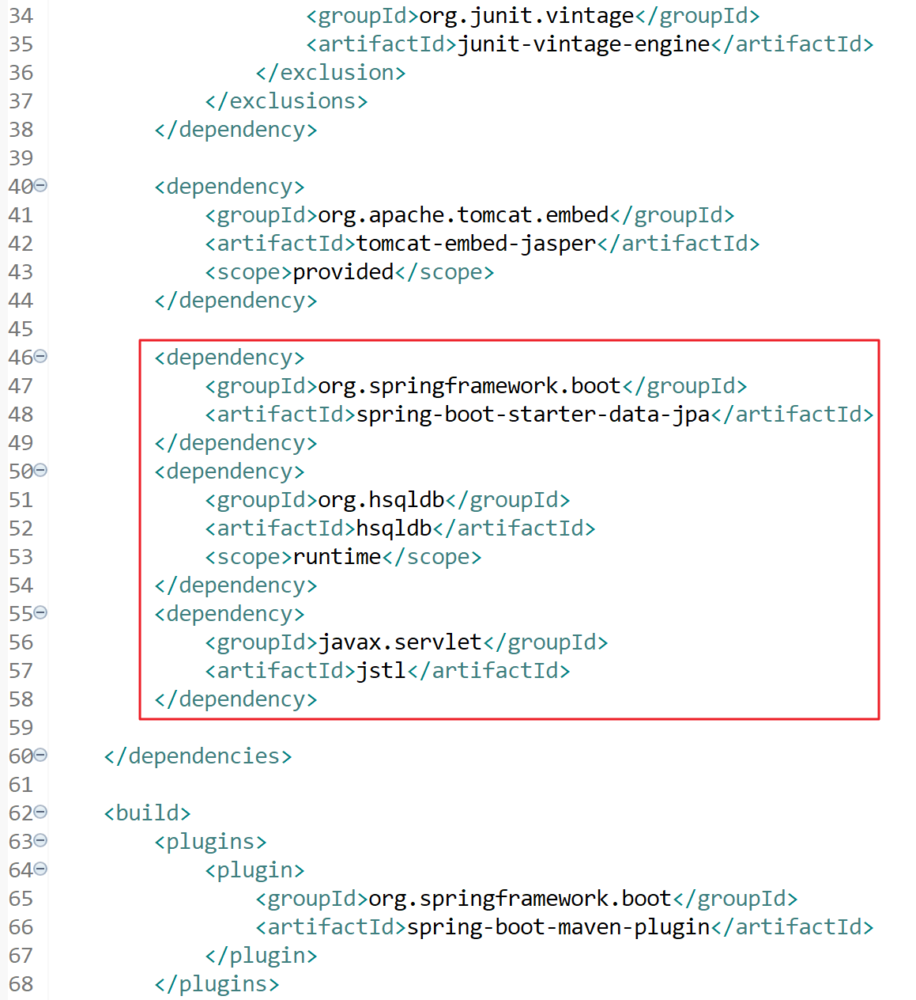 34                      <groupId>org.junit.vintage</groupId>
35                      <artifactId>junit-vintage-engine</artifactId>
36                  </exclusion>
37              </exclusions>
38          </dependency>
39
40          <dependency>
41              <groupId>org.apache.tomcat.embed</groupId>
42              <artifactId>tomcat-embed-jasper</artifactId>
43              <scope>provided</scope>
44          </dependency>
45
46          <dependency>
47              <groupId>org.springframework.boot</groupId>
48              <artifactId>spring-boot-starter-data-jpa</artifactId>
49          </dependency>
50          <dependency>
51              <groupId>org.hsqldb</groupId>
52              <artifactId>hsqldb</artifactId>
53              <scope>runtime</scope>
54          </dependency>
55          <dependency>
56              <groupId>javax.servlet</groupId>
57              <artifactId>jstl</artifactId>
58          </dependency>
59
60      </dependencies>
61
62      <build>
63          <plugins>
64              <plugin>
65                  <groupId>org.springframework.boot</groupId>
66                  <artifactId>spring-boot-maven-plugin</artifactId>
67              </plugin>
68          </plugins>